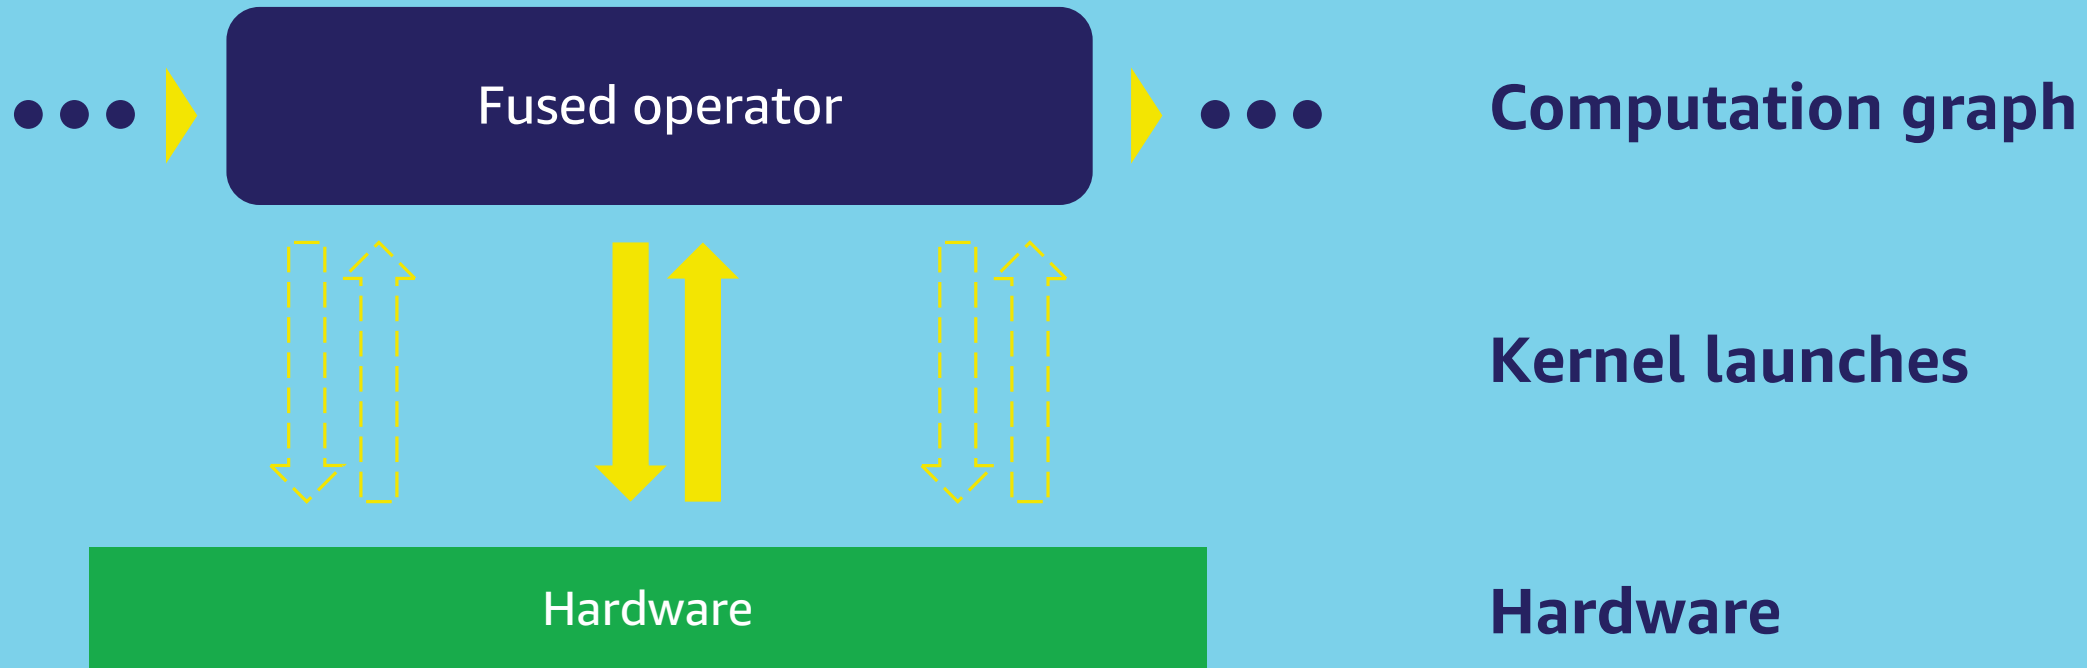 Fused operator
Computation graph
Kernel launches
Hardware
Hardware